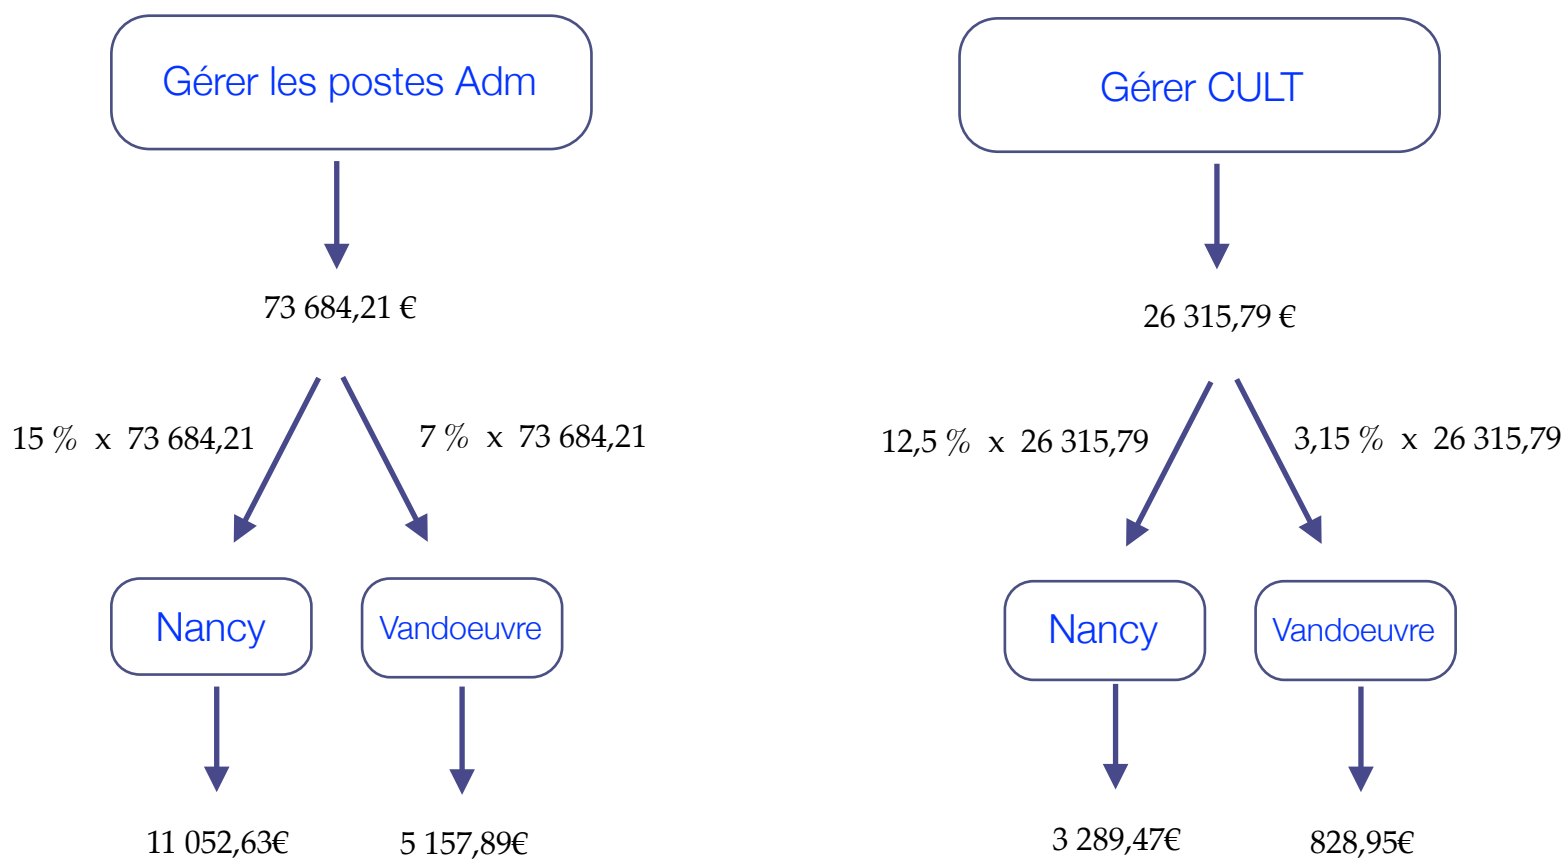 Gérer les postes Adm
73 684,21 €
15 % x 73 684,21
7 % x 73 684,21
Nancy
Vandoeuvre
11 052,63€
5 157,89€
Gérer CULT
26 315,79 €
12,5 % x 26 315,79
3,15 % x 26 315,79
Nancy
Vandoeuvre
3 289,47€
828,95€